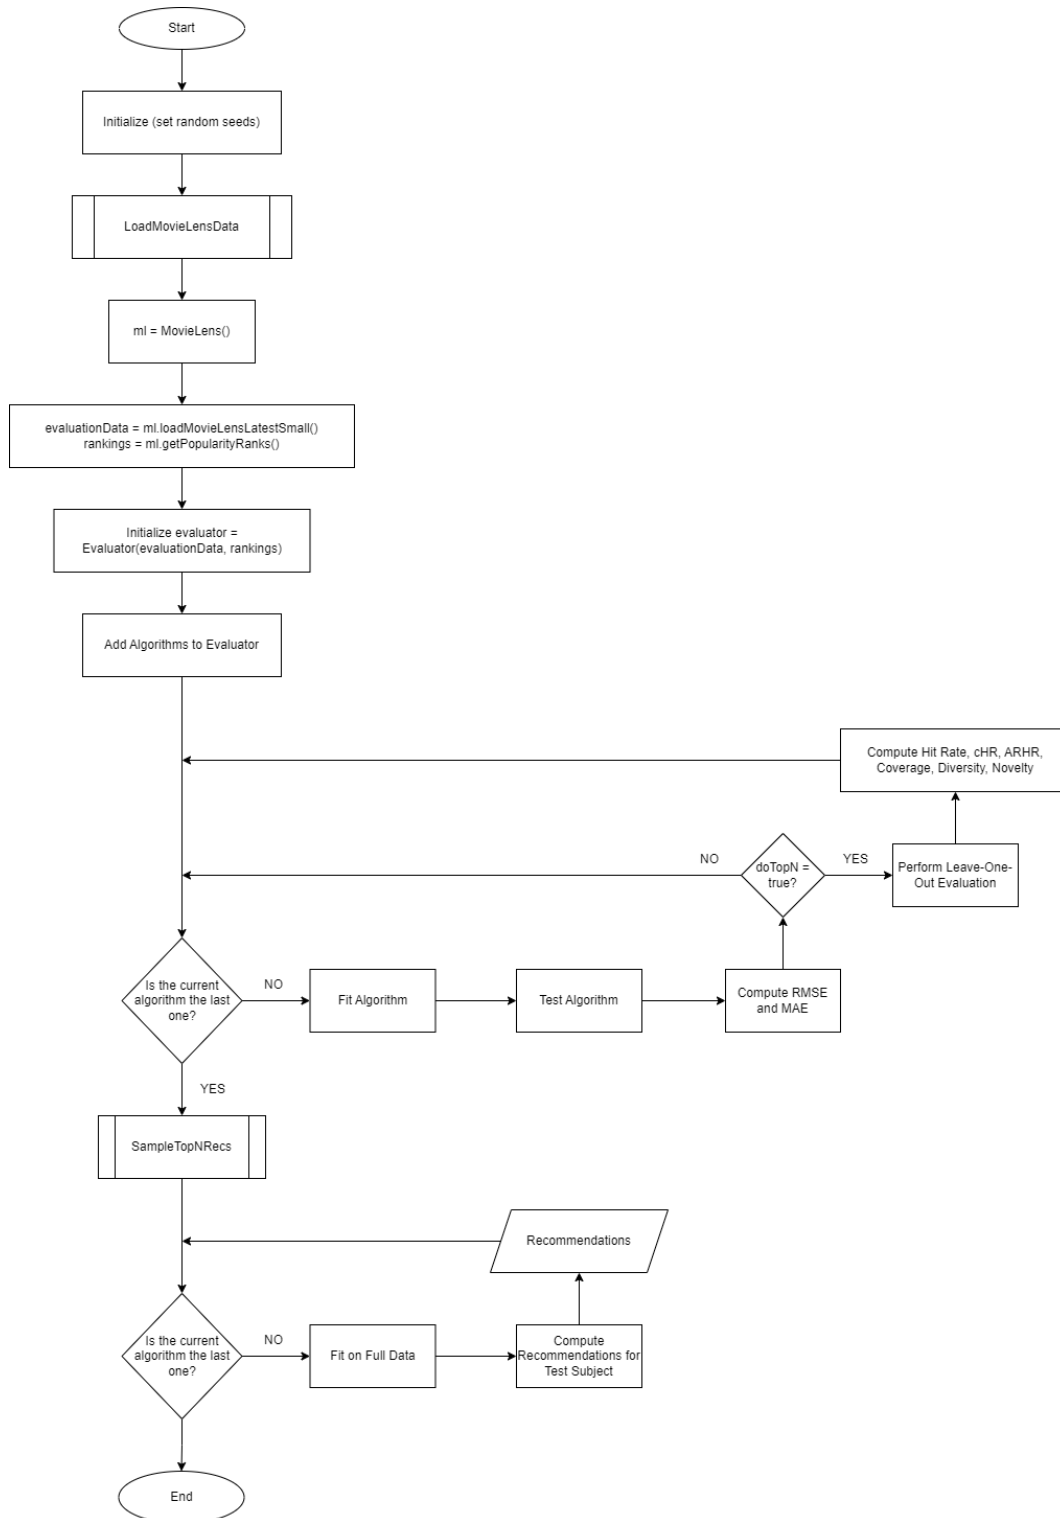 Start
Initialize (set random seeds)
LoadMovieLensData
ml = MovieLens()
evaluationData = ml.loadMovieLensLatestSmall()
rankings = ml.getPopularityRanks()
Initialize evaluator =
Evaluator(evaluationData, rankings)
Add Algorithms to Evaluator
Compute Hit Rate, cHR, ARHR,
Coverage, Diversity, Novelty
NO
doTopN =
true?
YES
Perform Leave-One-
Out Evaluation
Is the current
algorithm the last
one?
NO
Fit Algorithm
Test Algorithm
Compute RMSE
and MAE
YES
SampleTopNRecs
Recommendations
Is the current
algorithm the last
one?
NO
Fit on Full Data
Compute
Recommendations for
Test Subject
End